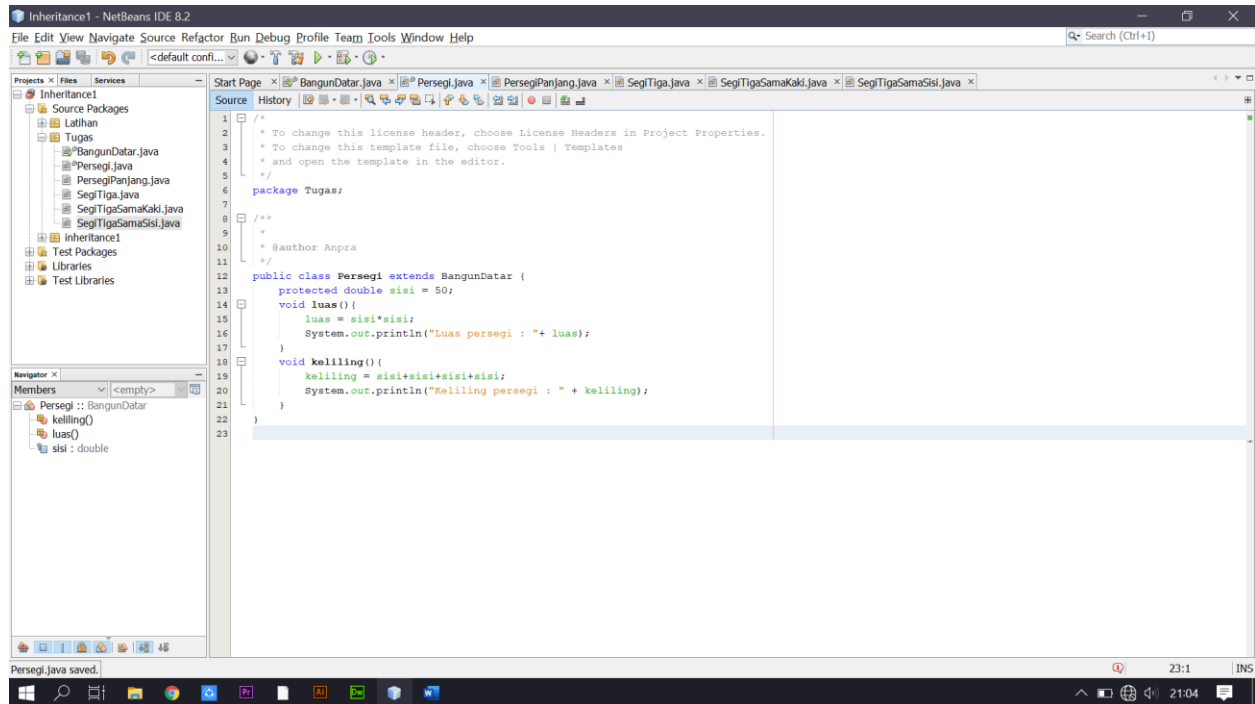 Inheritance1 - NetBeans IDE 8.2
File Edit View Navigate Source Refactor Run Debug Profile Team Tools Window Help
Search (Ctrl+I)
<default confi...
Projects Files Services
Start Page BangunDatar.java Persegi.java PersegiPanjang.java SegiTiga.java SegiTigaSamaKaki.java SegiTigaSamaSisi.java
Inheritance1
Source Packages
Latihan
Tugas
BangunDatar.java
Persegi.java
PersegiPanjang.java
SegiTiga.java
SegiTigaSamaKaki.java
SegiTigaSamaSisi.java
inheritance1
Test Packages
Libraries
Test Libraries
Source History
1 /*
2 * To change this license header, choose License Headers in Project Properties.
3 * To change this template file, choose Tools | Templates
4 * and open the template in the editor.
5 */
6 package Tugas;
7
8 /**
9 *
10 * @author Anpra
11 */
12 public class Persegi extends BangunDatar {
13 protected double sisi = 50;
14 void luas(){
15 luas = sisi*sisi;
16 System.out.println("Luas persegi : "+ luas);
17 }
18 void keliling(){
19 keliling = sisi+sisi+sisi+sisi;
20 System.out.println("Keliling persegi : " + keliling);
21 }
22 }
23
Navigator
Members <empty>
Persegi :: BangunDatar
keliling()
luas()
sisi : double
Persegi.java saved.
23:1 INS
Pr Ai Dw
21:04